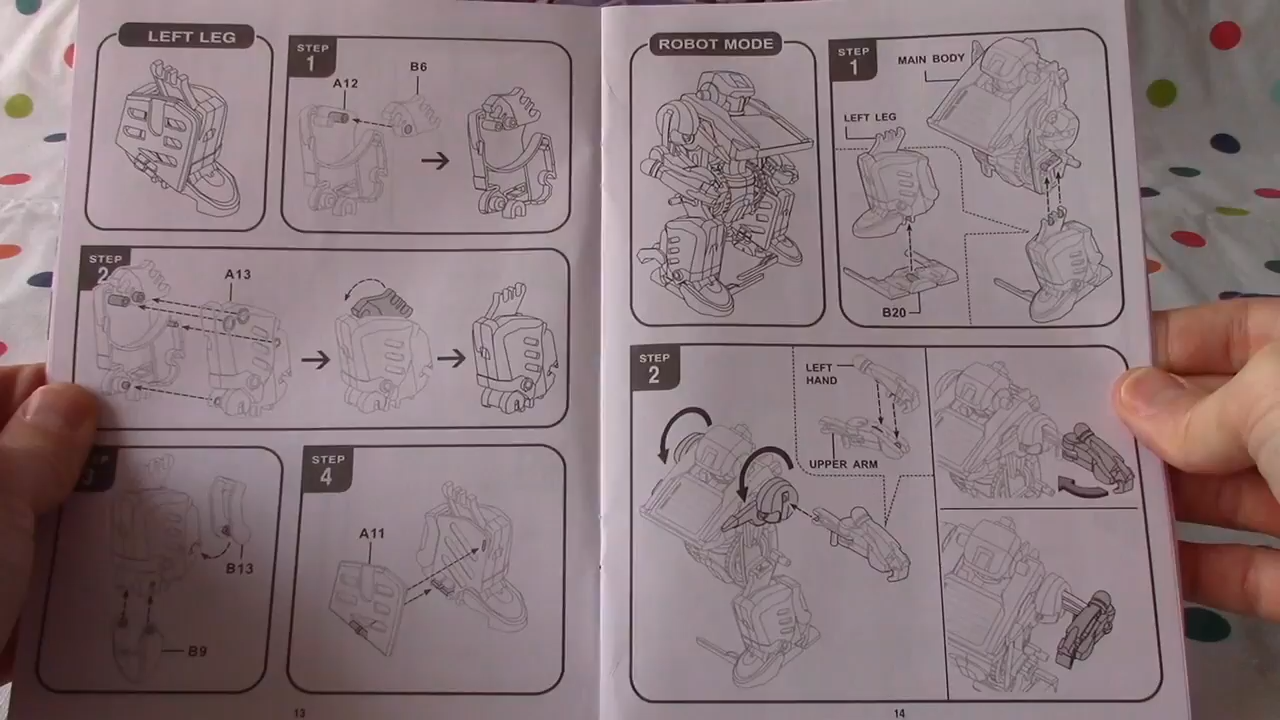 LEFT LEG
STEP
1
A12
B6
STEP
2
A13
3
B13
B9
STEP
4
A11
13
ROBOT MODE
STEP
1
MAIN BODY
LEFT LEG
B20
STEP
2
LEFT
HAND
UPPER ARM
14